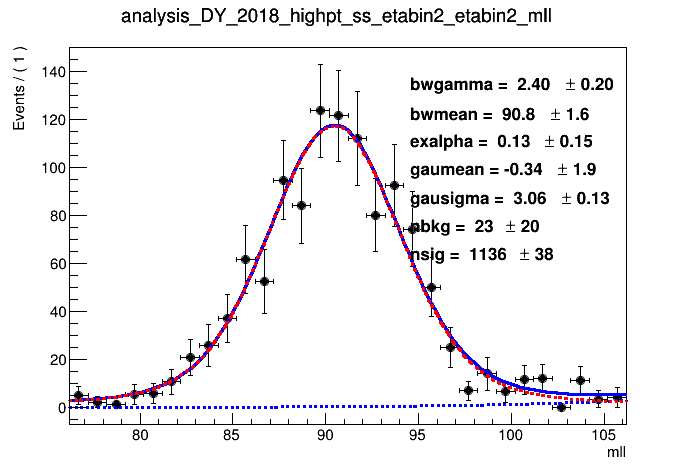 analysis_DY_2018_highpt_ss_etabin2_etabin2_mll
Events / ( 1 )
140
120
100
80
60
40
20
0
bwgamma = 2.40 ± 0.20
bwmean = 90.8 ± 1.6
exalpha = 0.13 ± 0.15
gaumean = -0.34 ± 1.9
gausigma = 3.06 ± 0.13
nbkg = 23 ± 20
nsig = 1136 ± 38
80 85 90 95 100 105
mll